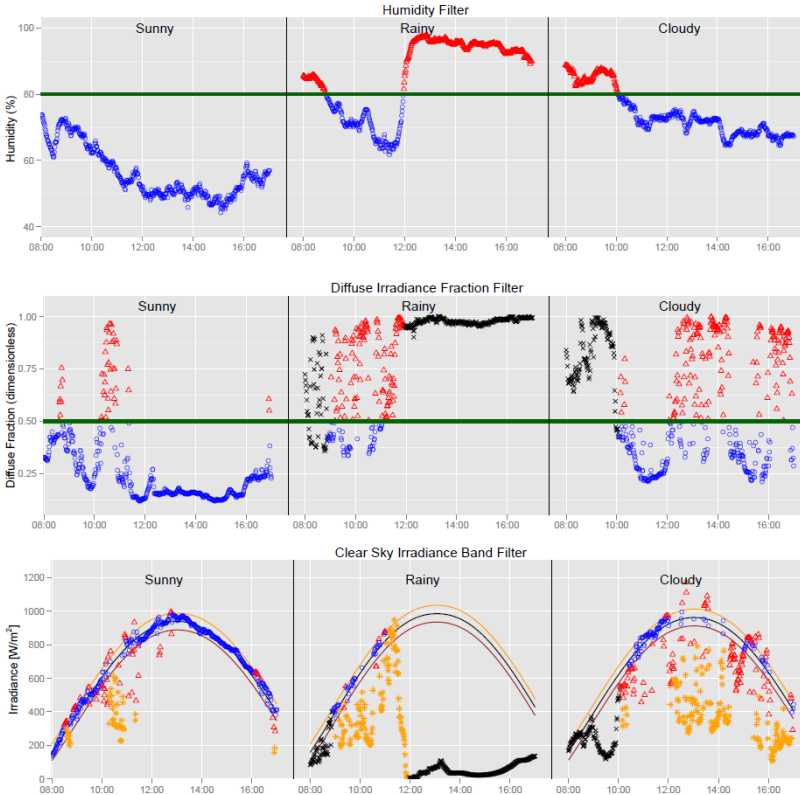 Humidity Filter
Sunny Rainy Cloudy
100
80
60
40
Humidity (%)
08:00 10:00 12:00 14:00 16:00 08:00 10:00 12:00 14:00 16:00 08:00 10:00 12:00 14:00 16:00
Diffuse Irradiance Fraction Filter
Sunny Rainy Cloudy
1.00
0.75
0.50
0.25
Diffuse Fraction (dimensionless)
08:00 10:00 12:00 14:00 16:00 08:00 10:00 12:00 14:00 16:00 08:00 10:00 12:00 14:00 16:00
Clear Sky Irradiance Band Filter
Sunny Rainy Cloudy
1200
1000
800
600
400
200
0
Irradiance [W/m²]
08:00 10:00 12:00 14:00 16:00 08:00 10:00 12:00 14:00 16:00 08:00 10:00 12:00 14:00 16:00